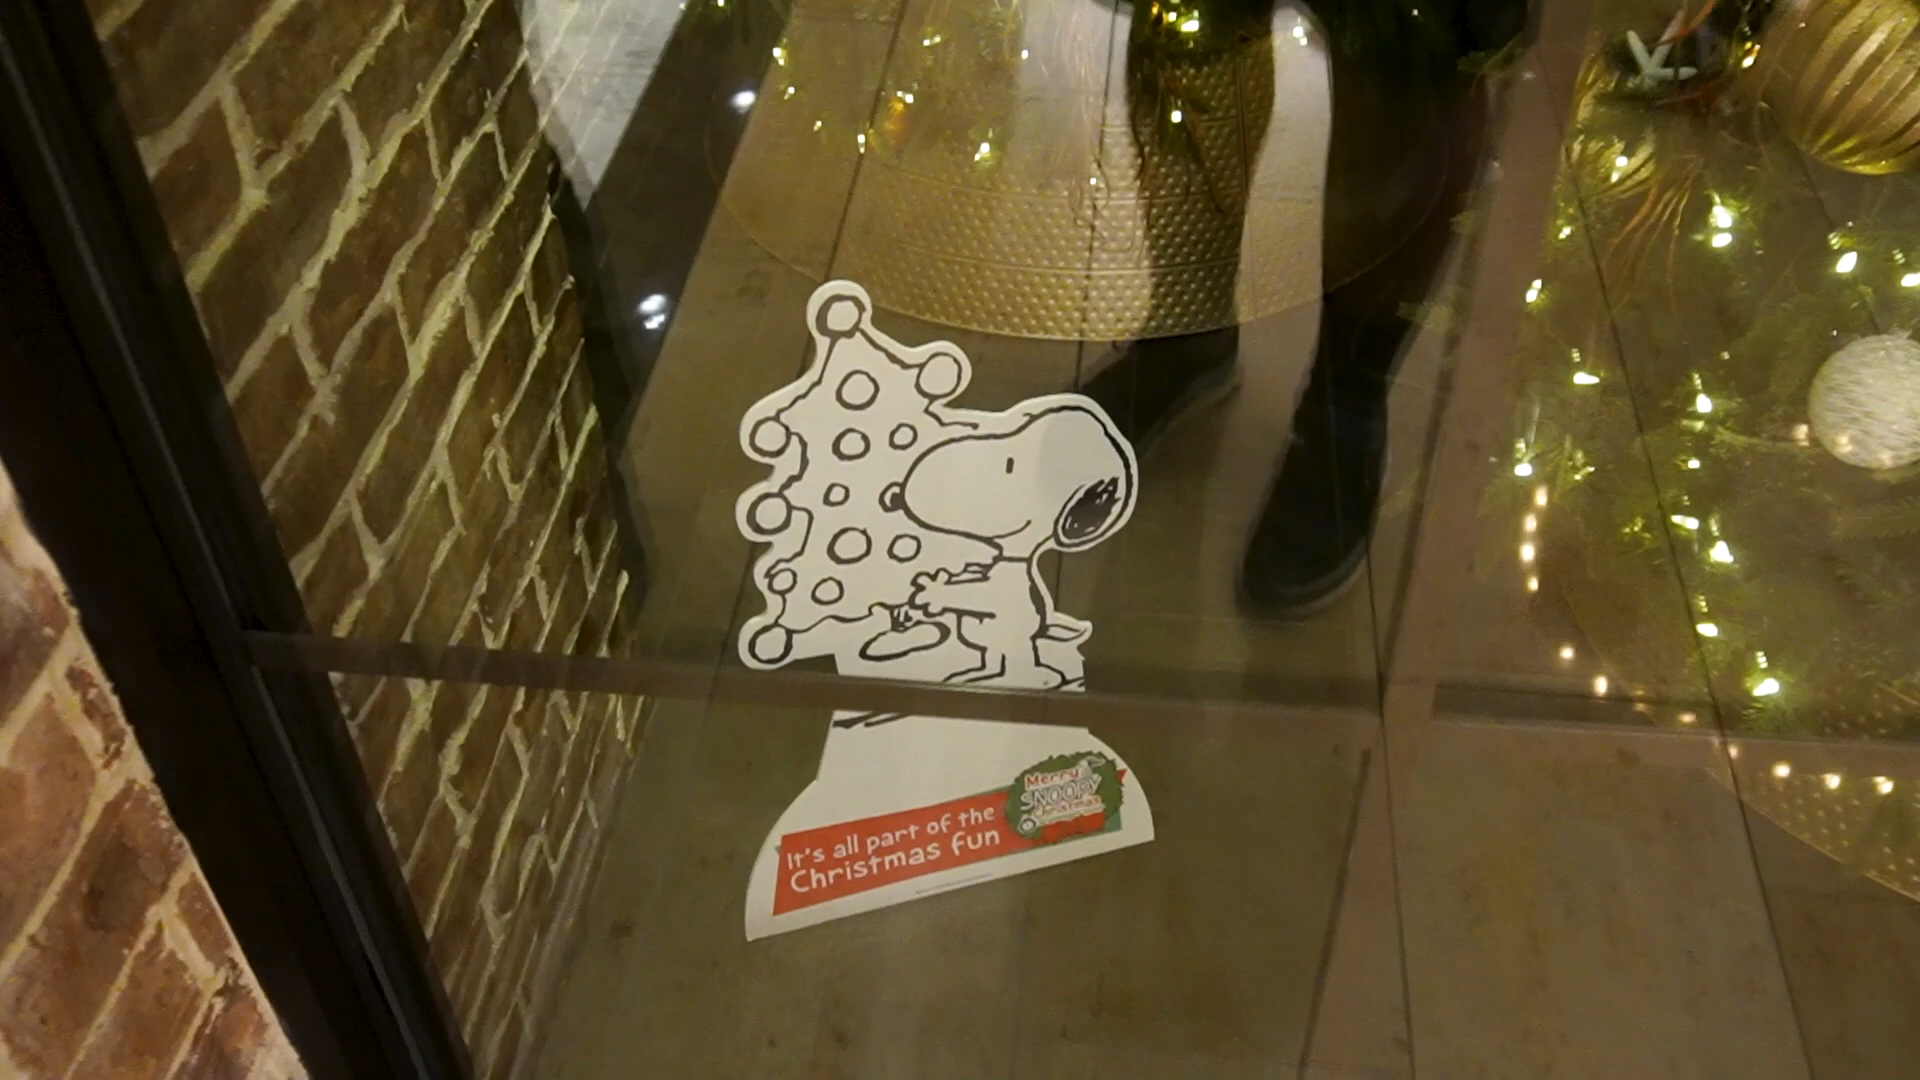 Merry
SNOOPY
Christmas
It's all part of the
Christmas fun